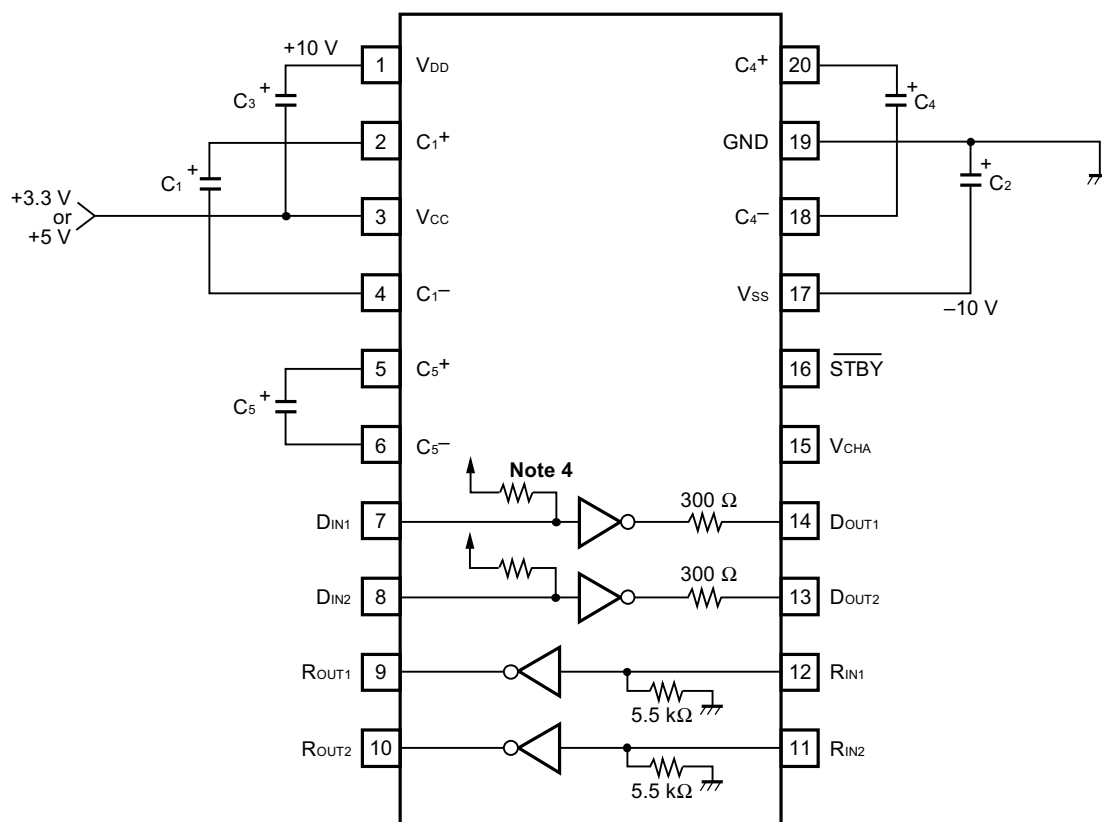 +10 V
1
VDD
C4+
20
C3
+
+
C4
2
C1+
GND
19
C1
+
+
C2
+3.3 V
or
+5 V
3
VCC
C4–
18
4
C1–
VSS
17
–10 V
5
C5+
16
STBY
C5
+
6
C5–
15
VCHA
Note 4
300 Ω
DIN1
7
14
DOUT1
300 Ω
DIN2
8
13
DOUT2
ROUT1
9
12
RIN1
5.5 kΩ
ROUT2
10
11
RIN2
5.5 kΩ